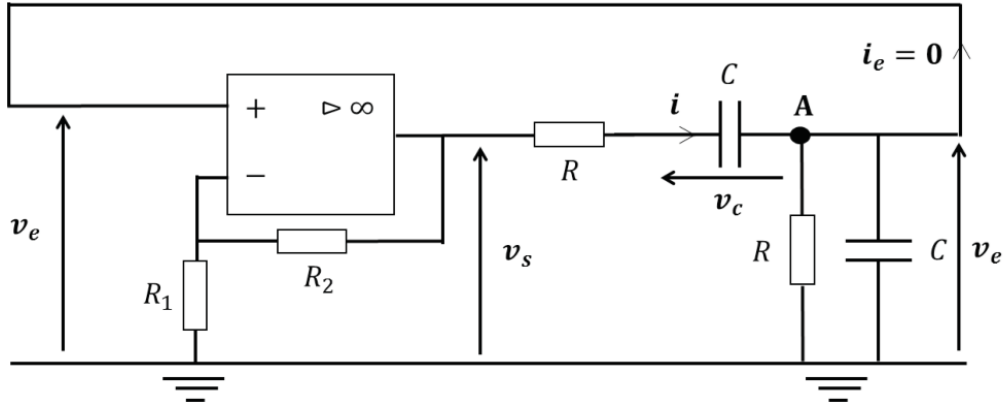 i_e = 0
C
+
⊳ ∞
i
A
−
R
v_c
v_e
v_s
R
C
v_e
R_2
R_1